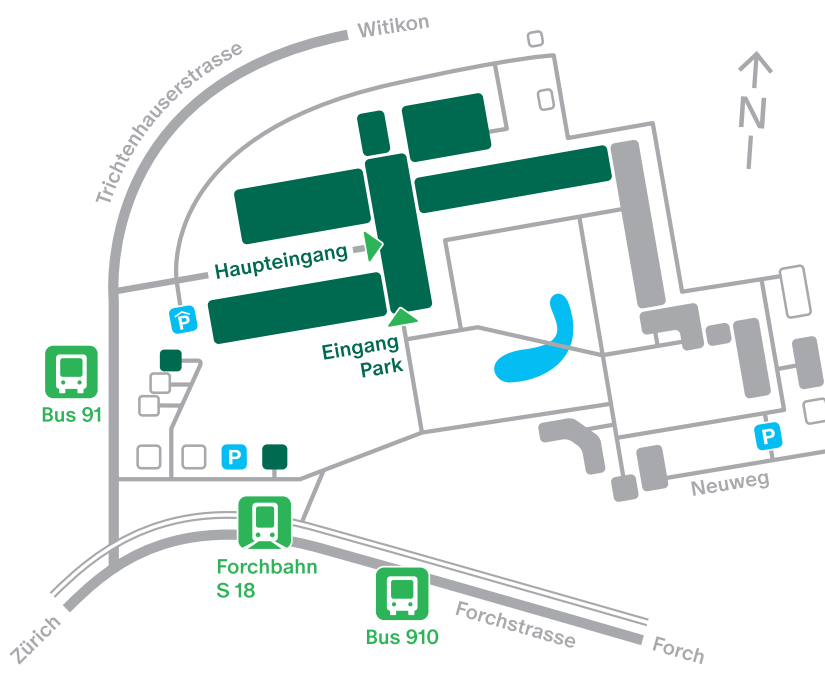 Witikon
Trichtenhauserstrasse
N
Haupteingang
P
Eingang
Park
Bus 91
P
P
Neuweg
Forchbahn
S 18
Bus 910
Forchstrasse
Zürich
Forch